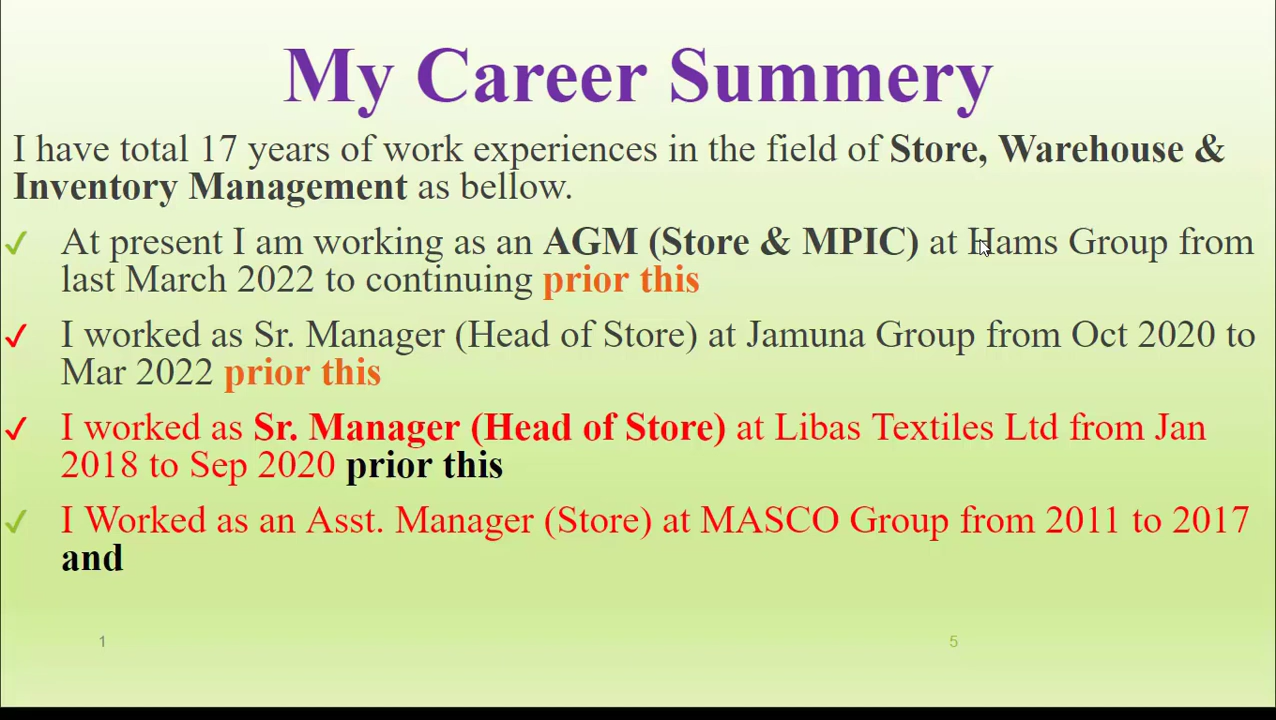 My Career Summery
I have total 17 years of work experiences in the field of Store, Warehouse &
Inventory Management as bellow.
✓ At present I am working as an AGM (Store & MPIC) at Hams Group from
last March 2022 to continuing prior this
✓ I worked as Sr. Manager (Head of Store) at Jamuna Group from Oct 2020 to
Mar 2022 prior this
✓ I worked as Sr. Manager (Head of Store) at Libas Textiles Ltd from Jan
2018 to Sep 2020 prior this
✓ I Worked as an Asst. Manager (Store) at MASCO Group from 2011 to 2017
and
1 5